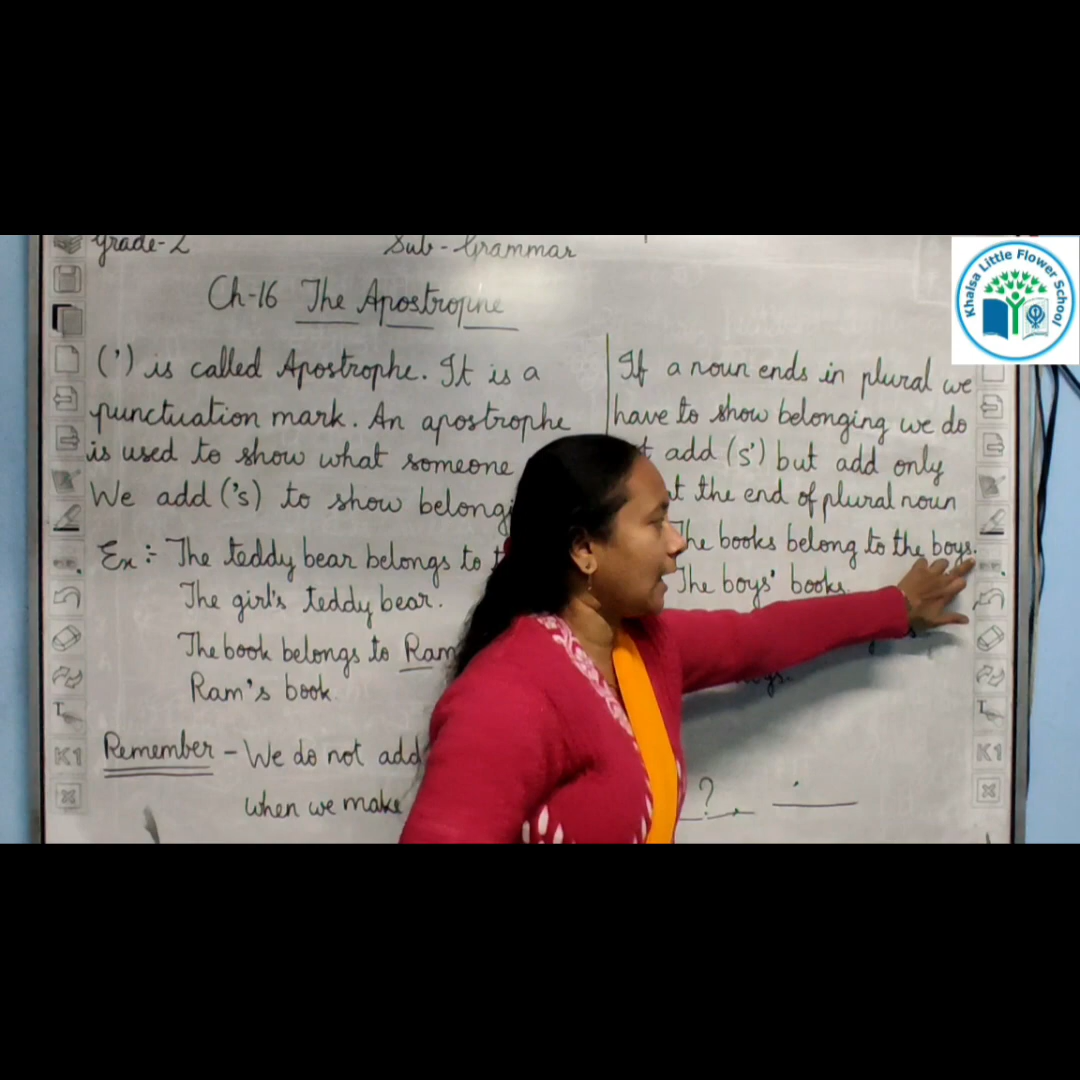 Grade-2 Sub-Grammar
Ch-16 The Apostrophe
(') is called Apostrophe. It is a
punctuation mark. An apostrophe
is used to show what someone
We add ('s) to show
Ex:- The teddy bear belongs to
The girl's teddy bear.
The book belongs to Ram
Ram's book.
Remember - We do not add
when we make
If a noun ends in plural we
have to show belonging we do
add (s') but add only
the end of plural noun
The books belong to the boys.
The boys' books.
?
Khalsa Little Flower School
T
K1
T
K1